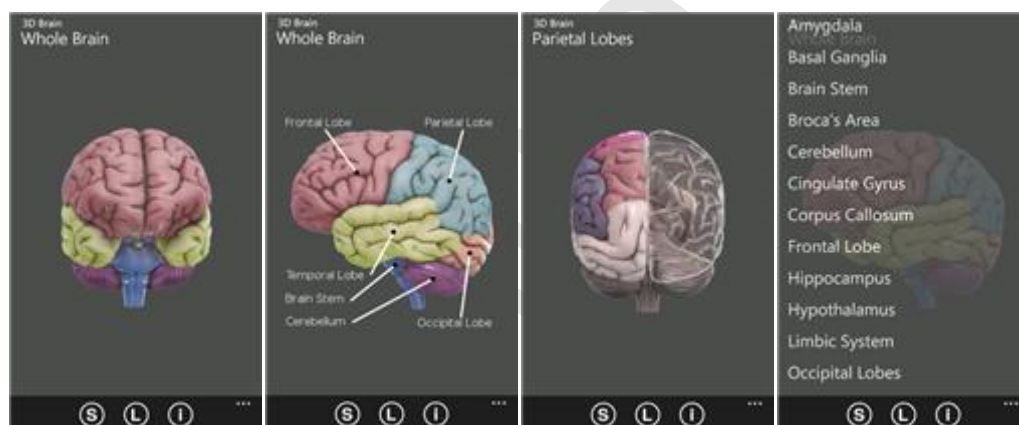 3D Brain
Whole Brain
S L i
...
3D Brain
Whole Brain
Frontal Lobe
Parietal Lobe
Temporal Lobe
Brain Stem
Cerebellum
Occipital Lobe
S L i
...
3D Brain
Parietal Lobes
S L i
...
Amygdala
Whole Brain
Basal Ganglia
Brain Stem
Broca's Area
Cerebellum
Cingulate Gyrus
Corpus Callosum
Frontal Lobe
Hippocampus
Hypothalamus
Limbic System
Occipital Lobes
S L i
...